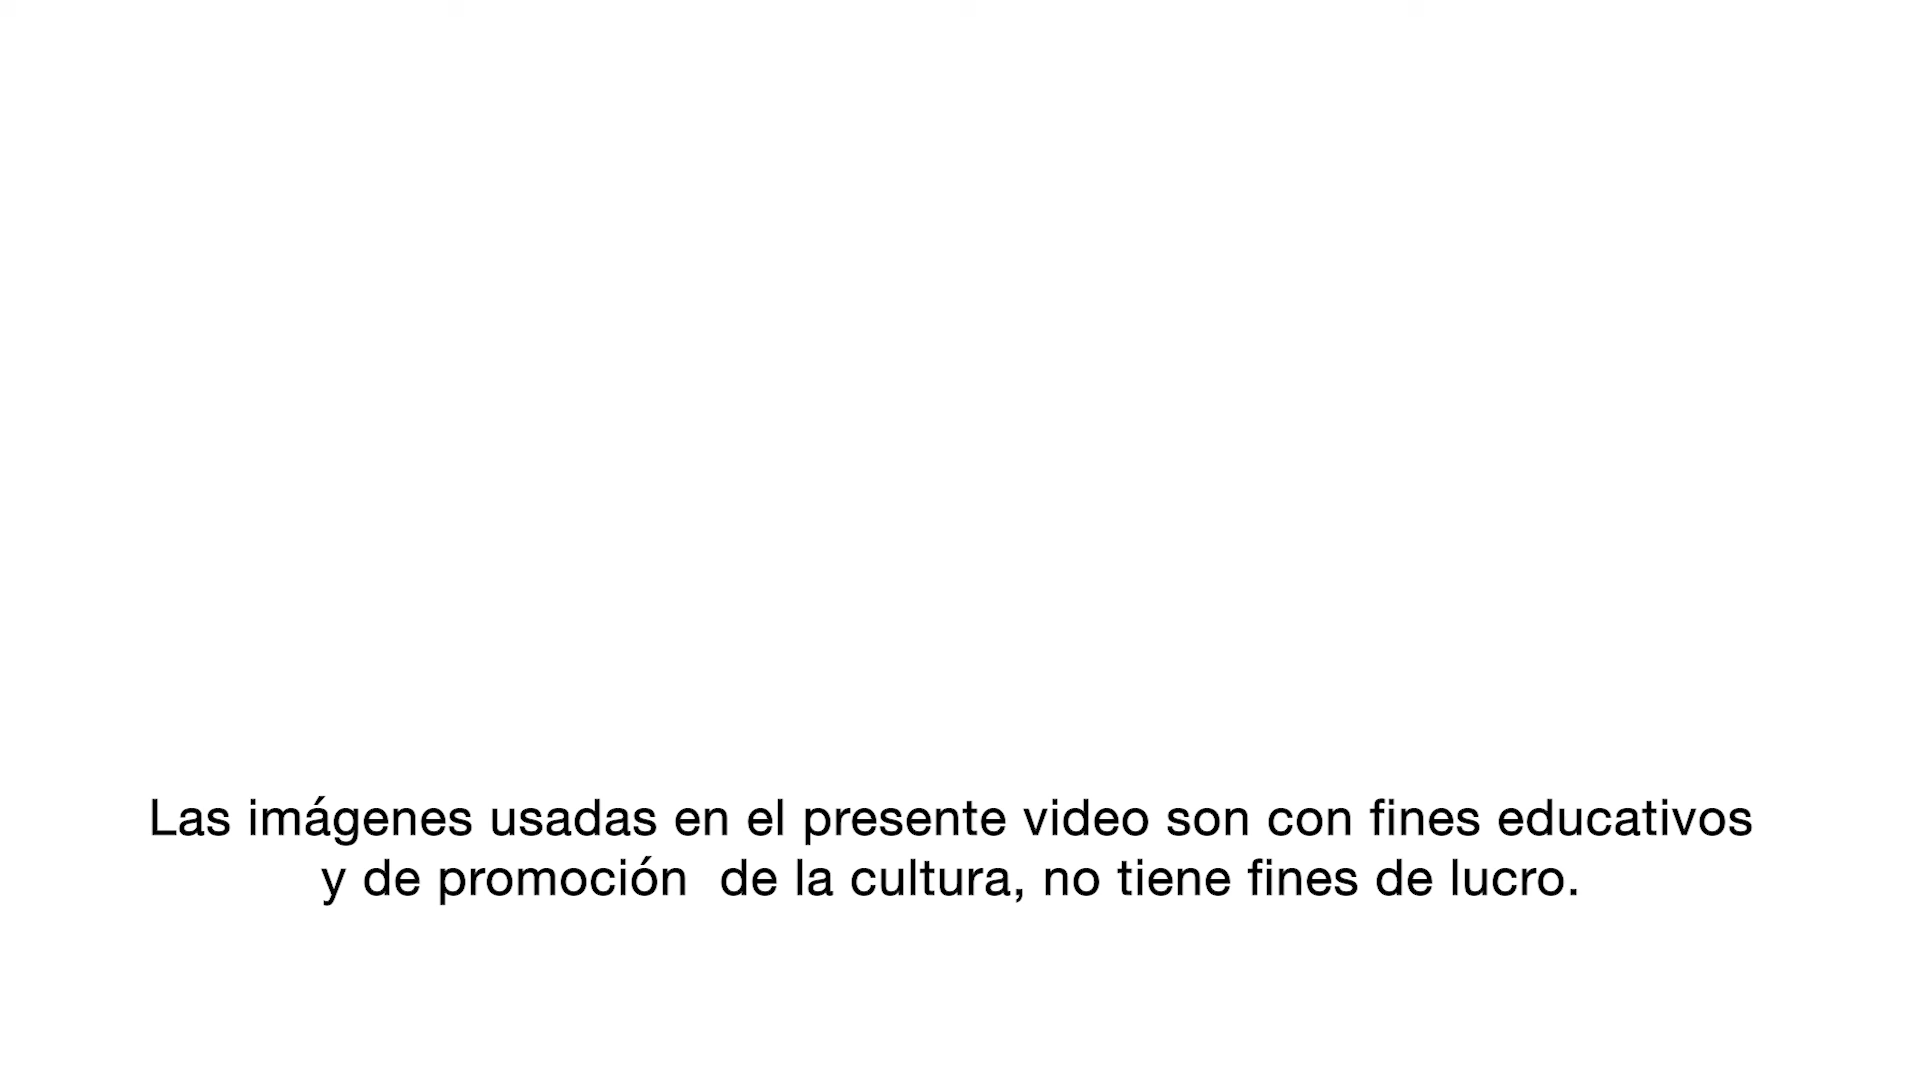 Las imágenes usadas en el presente video son con fines educativos
y de promoción  de la cultura, no tiene fines de lucro.